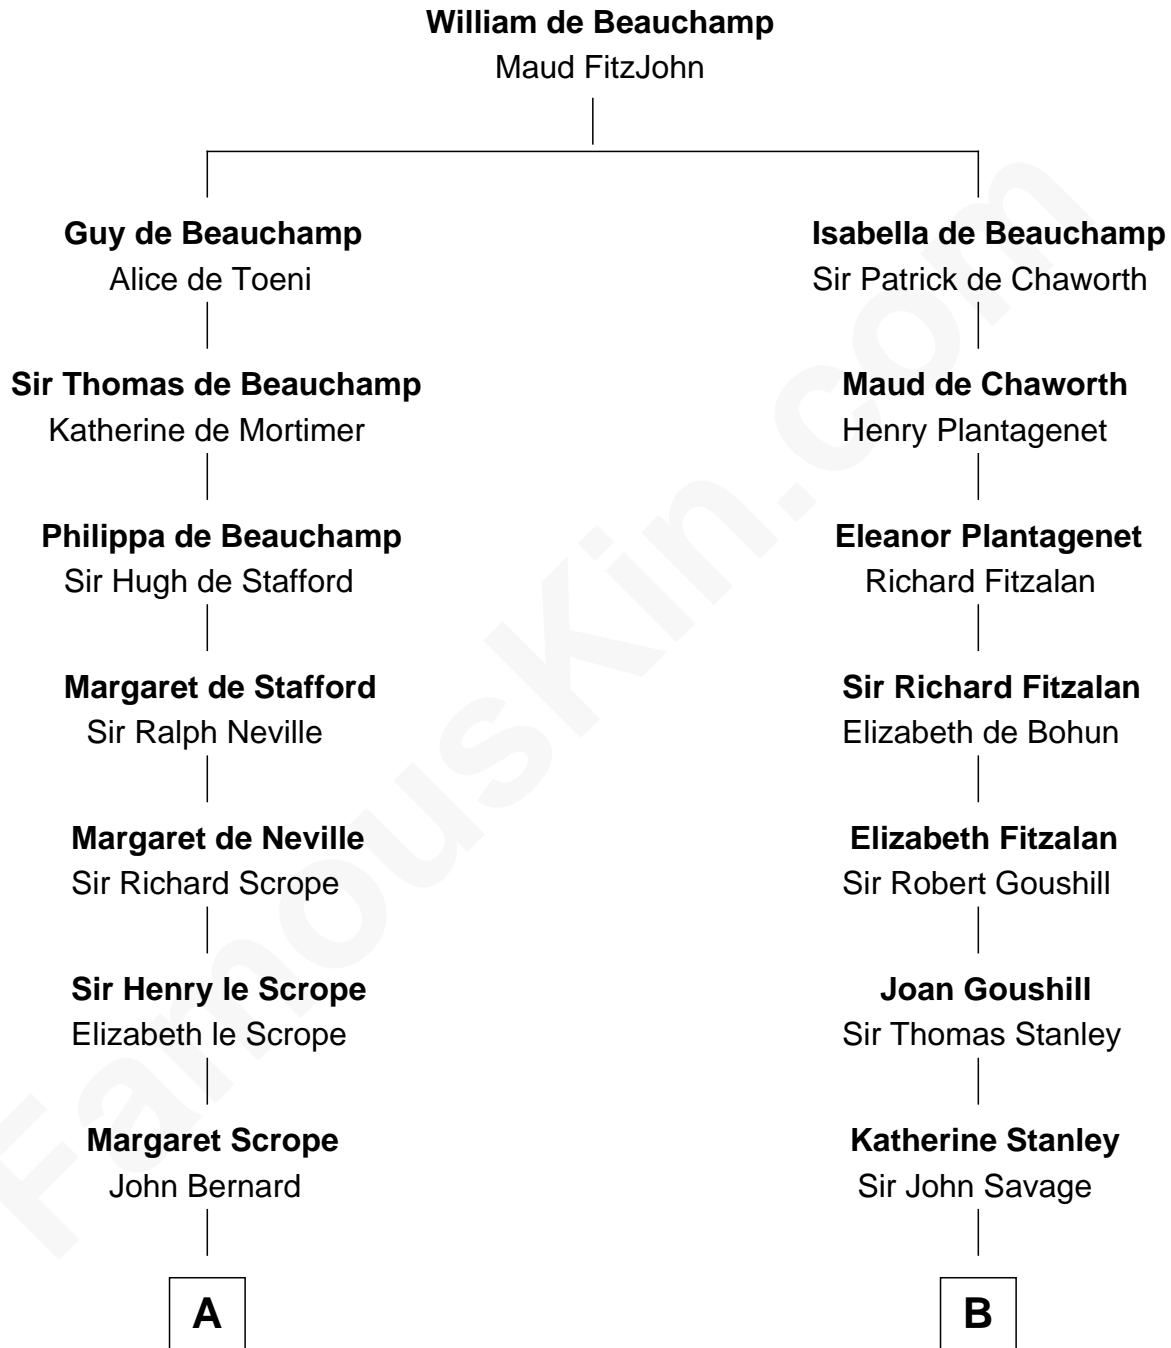 William de Beauchamp
Maud FitzJohn
Guy de Beauchamp
Alice de Toeni
Isabella de Beauchamp
Sir Patrick de Chaworth
Sir Thomas de Beauchamp
Katherine de Mortimer
Maud de Chaworth
Henry Plantagenet
Philippa de Beauchamp
Sir Hugh de Stafford
Eleanor Plantagenet
Richard Fitzalan
Margaret de Stafford
Sir Ralph Neville
Sir Richard Fitzalan
Elizabeth de Bohun
Margaret de Neville
Sir Richard Scrope
Elizabeth Fitzalan
Sir Robert Goushill
Sir Henry le Scrope
Elizabeth le Scrope
Joan Goushill
Sir Thomas Stanley
Margaret Scrope
John Bernard
Katherine Stanley
Sir John Savage
A
B
FamousKin.com